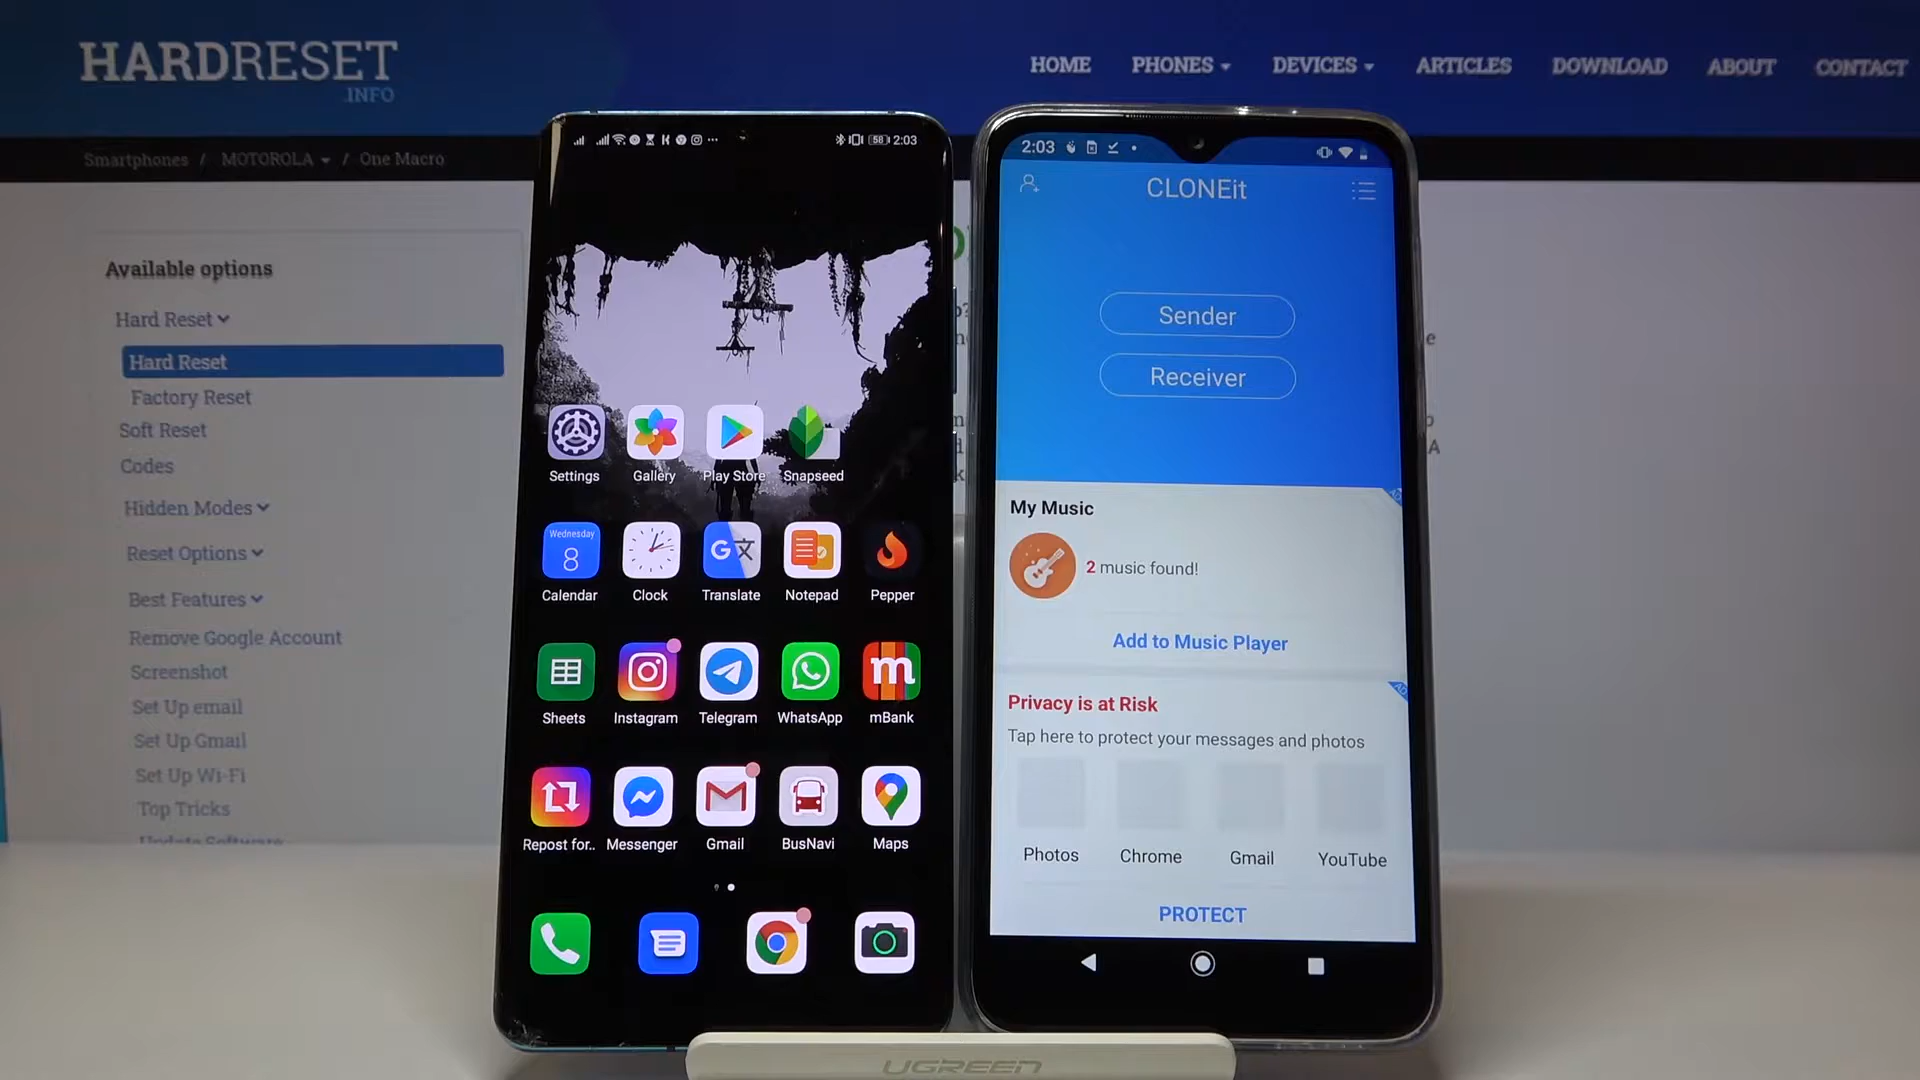 HARDRESET
.INFO
HOME PHONES DEVICES ARTICLES DOWNLOAD ABOUT CONTACT
Smartphones / MOTOROLA / One Macro
Available options
Hard Reset
Hard Reset
Factory Reset
Soft Reset
Codes
Hidden Modes
Reset Options
Best Features
Remove Google Account
Screenshot
Set Up email
Set Up Gmail
Set Up Wi-Fi
Top Tricks
Update Software
58 2:03
Settings Gallery Play Store Snapseed
Wednesday
8
Calendar Clock Translate Notepad Pepper
Sheets Instagram Telegram WhatsApp mBank
Repost for.. Messenger Gmail BusNavi Maps
2:03
CLONEit
Sender
Receiver
My Music
AD
2 music found!
Add to Music Player
Privacy is at Risk
AD
Tap here to protect your messages and photos
Photos Chrome Gmail YouTube
PROTECT
UGREEN